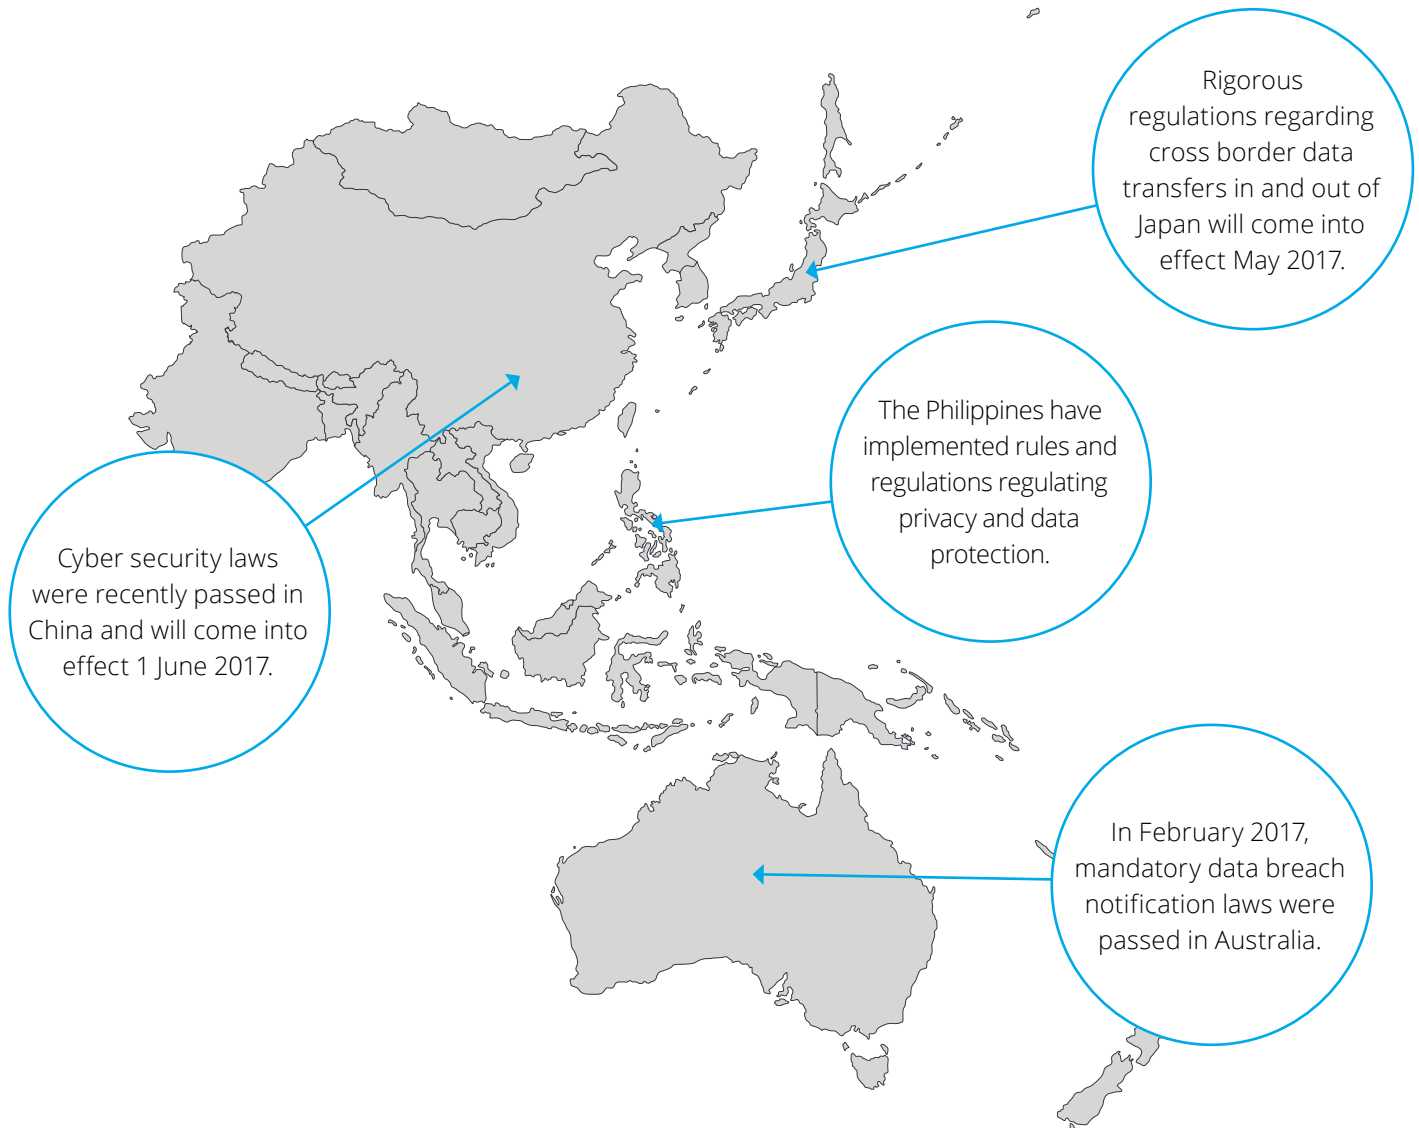 Rigorous
regulations regarding
cross border data
transfers in and out of
Japan will come into
effect May 2017.
The Philippines have
implemented rules and
regulations regulating
privacy and data
protection.
Cyber security laws
were recently passed in
China and will come into
effect 1 June 2017.
In February 2017,
mandatory data breach
notification laws were
passed in Australia.